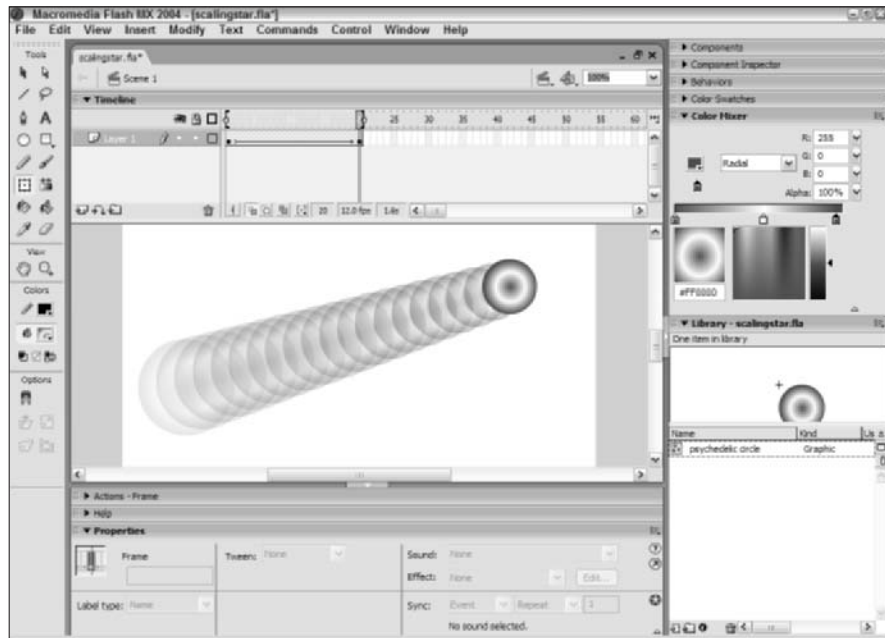 Macromedia Flash MX 2004 - [scalingstar.fla*]
File Edit View Insert Modify Text Commands Control Window Help
Tools
scalingstar.fla*
Scene 1
100%
Timeline
Layer 1
25 30 35 40 45 50 55 60
20 12.0 fps 1.6s
View
Colors
Options
Components
Component Inspector
Behaviors
Color Swatches
Color Mixer
R: 255
Radial
G: 0
B: 0
Alpha: 100%
#FF0000
Library - scalingstar.fla
One item in library
Name Kind Us
psychedelic circle Graphic
Actions - Frame
Help
Properties
Frame
Tween: None
Sound: None
Effect: None Edit...
Label type: Name
Sync: Event Repeat
No sound selected.